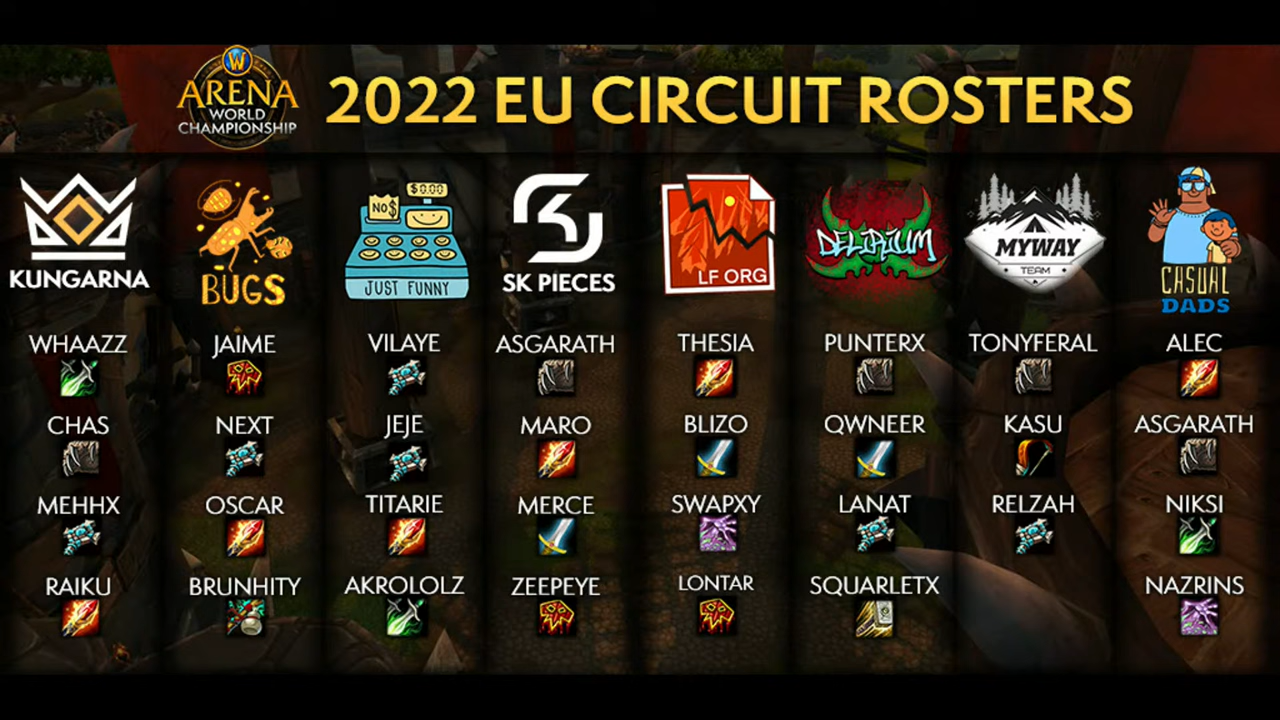 ARENA
WORLD
CHAMPIONSHIP
2022 EU CIRCUIT ROSTERS
KUNGARNA
WHAAZZ
CHAS
MEHHX
RAIKU
BUGS
JAIME
NEXT
OSCAR
BRUNHITY
$0.00
NO$
JUST FUNNY
VILAYE
JEJE
TITARIE
AKROLOLZ
SK PIECES
ASGARATH
MARO
MERCE
ZEEPEYE
LF ORG
THESIA
BLIZO
SWAPXY
LONTAR
DELIRIUM
PUNTERX
QWNEER
LANAT
SQUARLETX
MYWAY
TEAM
TONYFERAL
KASU
RELZAH
CASUAL
DADS
ALEC
ASGARATH
NIKSI
NAZRINS